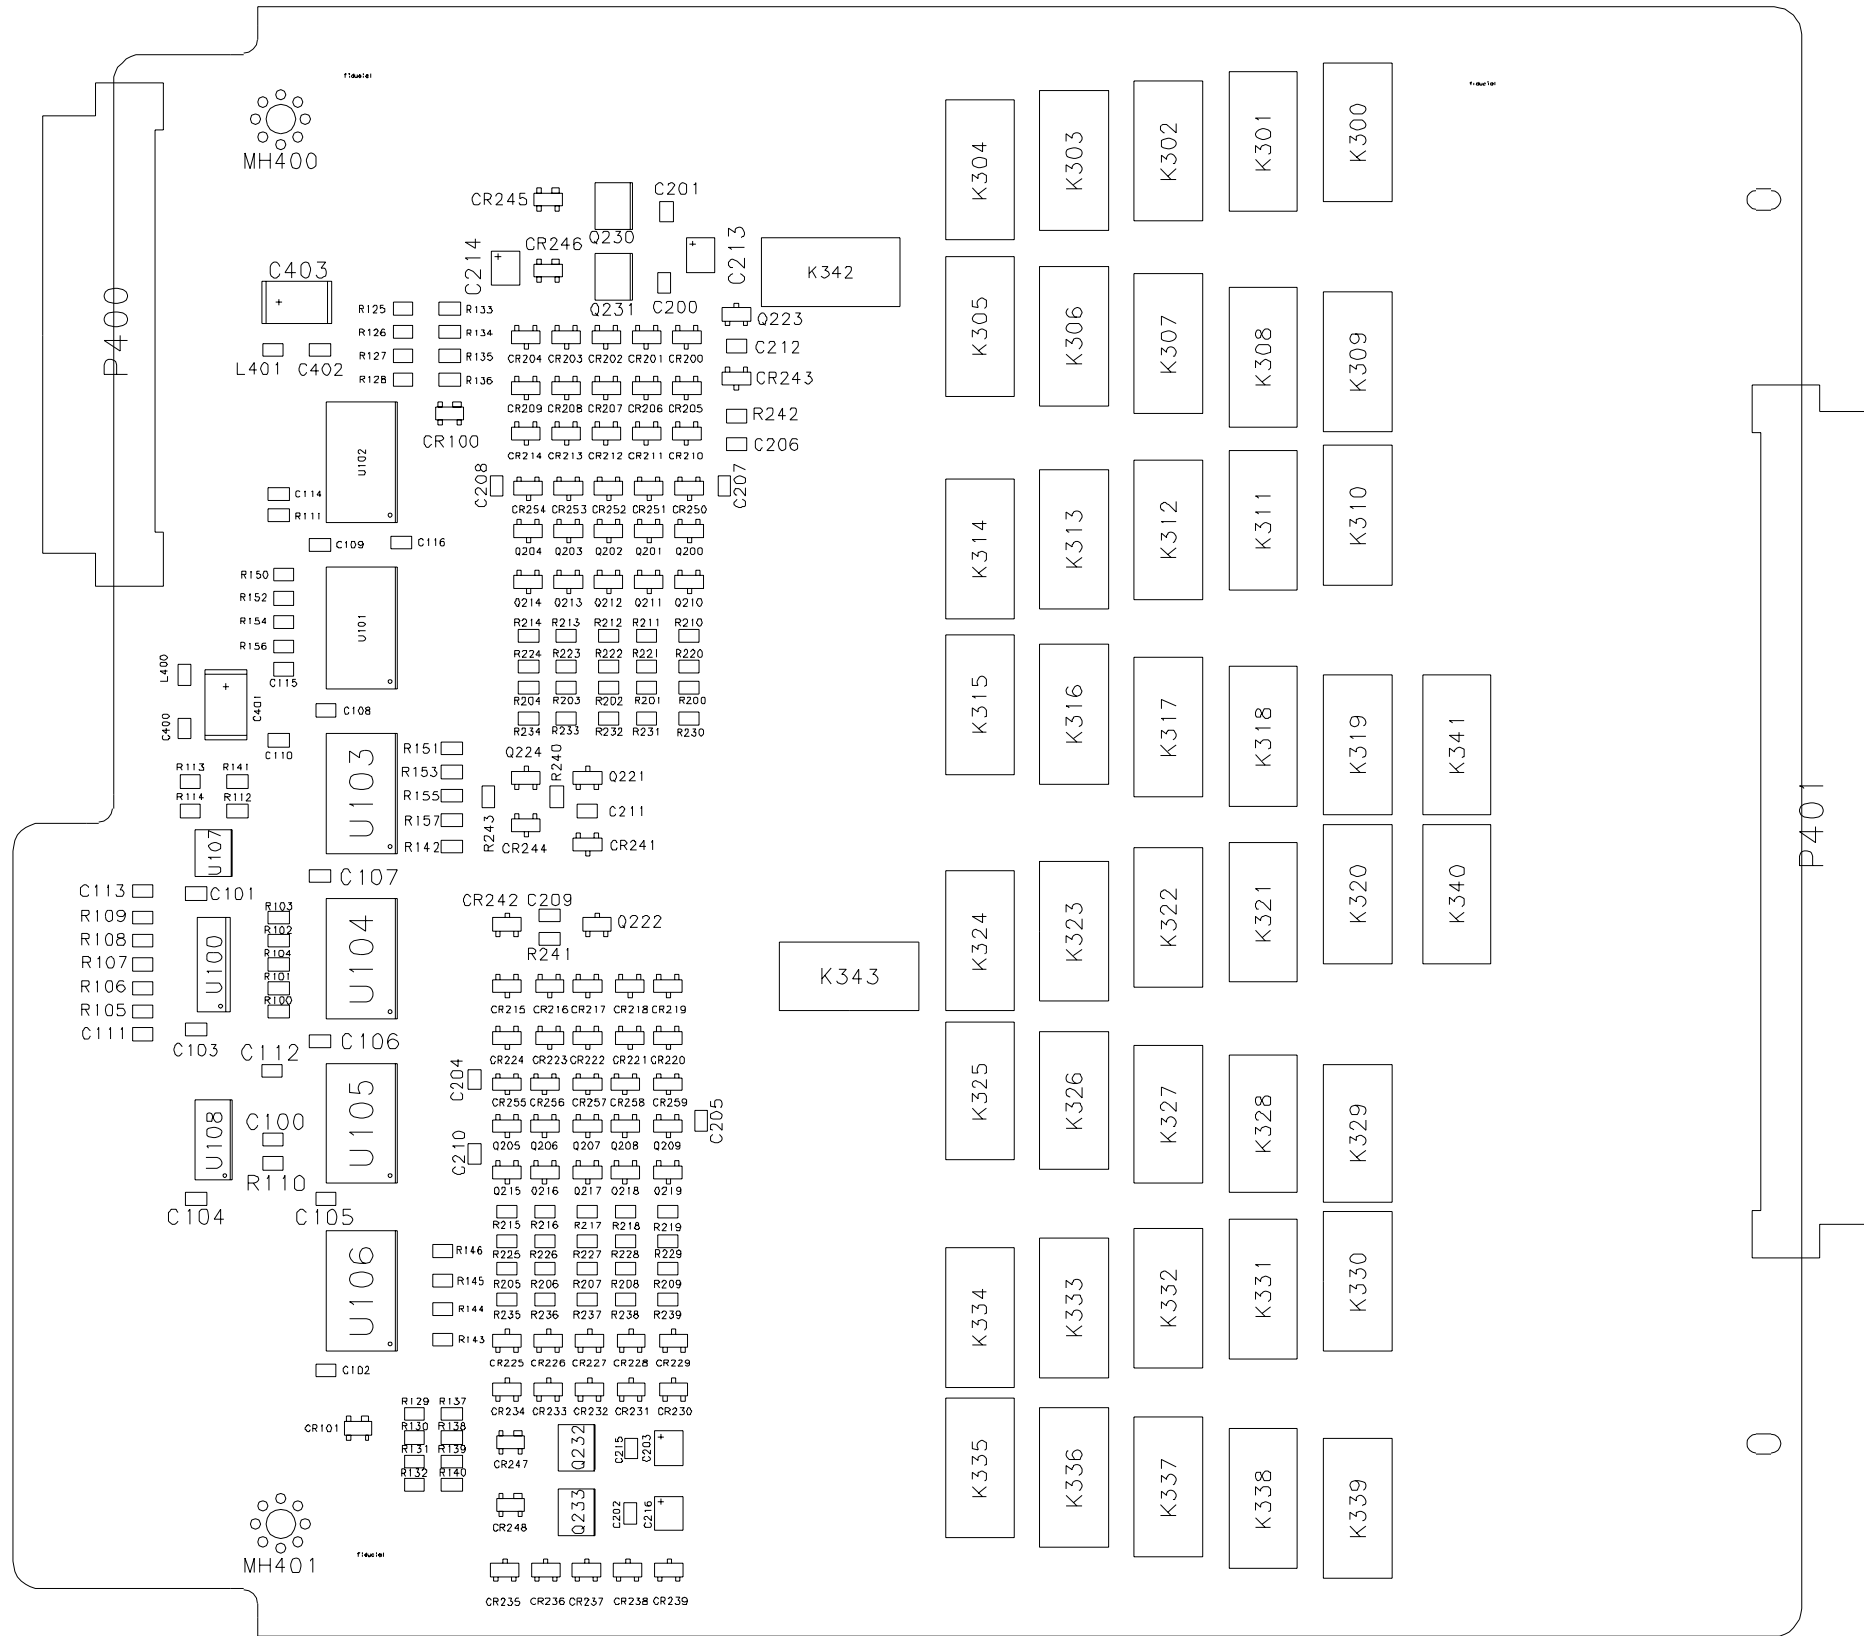 fiducial
fiducial
MH400
K304
K303
K302
K301
K300
CR245
C201
Q230
C214
CR246
C213
K342
C403
Q231
C200
P400
R125
R133
Q223
R126
R134
R127
R135
R128
R136
L401
C402
CR204 CR203 CR202 CR201 CR200
C212
CR243
K305
K306
K307
K308
K309
CR209 CR208 CR207 CR206 CR205
R242
CR100
C206
CR214 CR213 CR212 CR211 CR210
U102
C208
C207
C114
R111
CR254 CR253 CR252 CR251 CR250
C109
C116
Q204 Q203 Q202 Q201 Q200
K314
K313
K312
K311
K310
R150
R152
R154
R156
C115
U101
Q214 Q213 Q212 Q211 Q210
R214 R213 R212 R211 R210
R224 R223 R222 R221 R220
R204 R203 R202 R201 R200
R234 R233 R232 R231 R230
L400
C401
C400
C108
C110
K315
K316
K317
K318
K319
K341
U103
R151
R153
R155
R157
R142
Q224
R240
Q221
C211
R243
CR244
CR241
R113 R141
R114 R112
U107
C107
P401
C113
R109
R108
R107
R106
R105
C111
C101
U100
R103
R102
R104
R101
R100
U104
CR242 C209
Q222
R241
K343
K324
K323
K322
K321
K320
K340
C103
C112
C106
CR215 CR216 CR217 CR218 CR219
CR224 CR223 CR222 CR221 CR220
C204
CR255 CR256 CR257 CR258 CR259
C205
C210
Q205 Q206 Q207 Q208 Q209
Q215 Q216 Q217 Q218 Q219
K325
K326
K327
K328
K329
U108
C100
R110
U105
C104
C105
R215 R216 R217 R218 R219
R225 R226 R227 R228 R229
R205 R206 R207 R208 R209
R235 R236 R237 R238 R239
U106
R146
R145
R144
R143
C102
CR225 CR226 CR227 CR228 CR229
CR234 CR233 CR232 CR231 CR230
K334
K333
K332
K331
K330
CR101
R129 R137
R130 R138
R131 R139
R132 R140
CR247
Q232
C215
C203
CR248
Q233
C202
C216
K335
K336
K337
K338
K339
MH401
fiducial
CR235 CR236 CR237 CR238 CR239